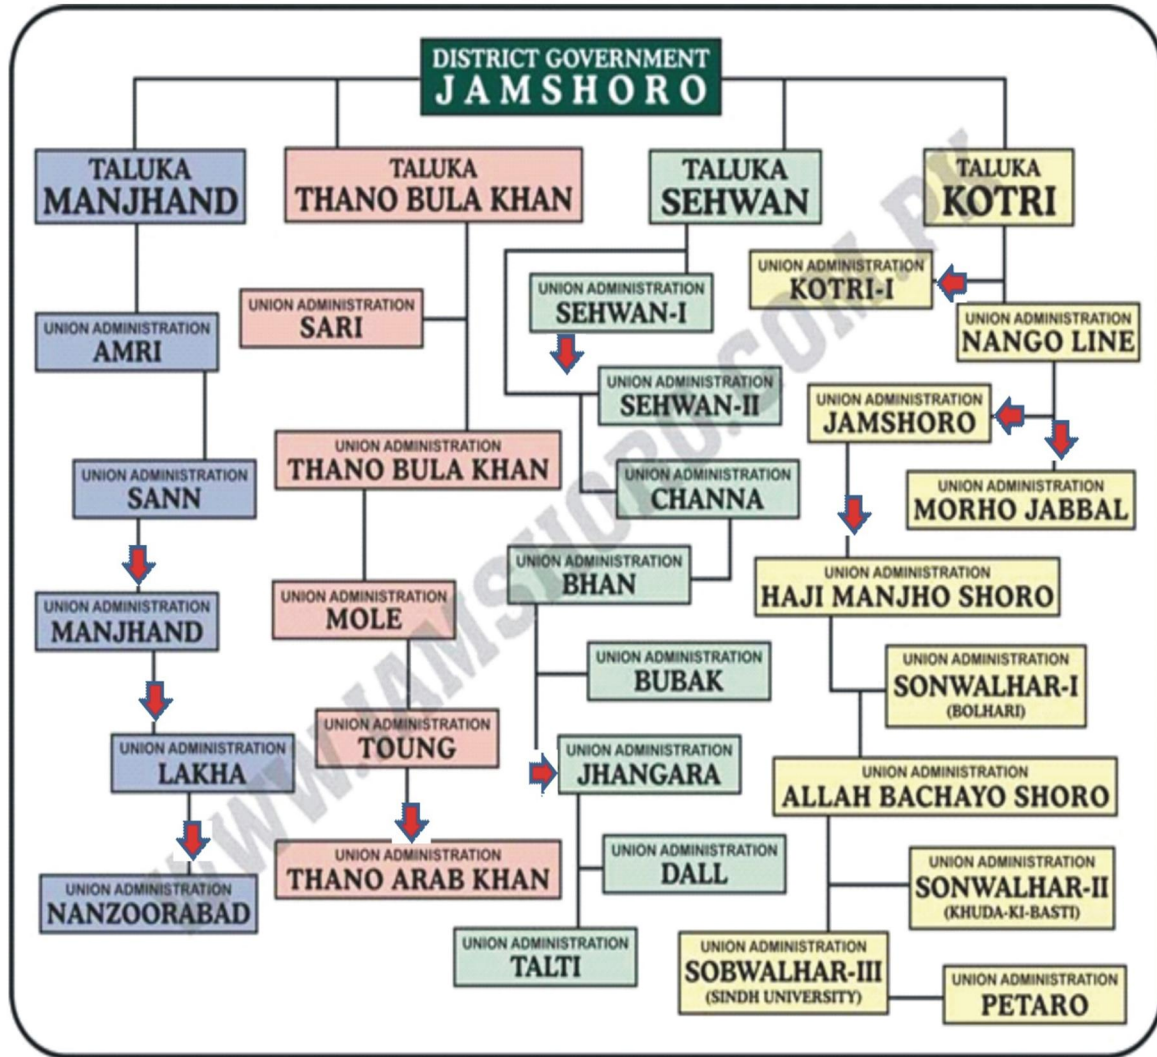 DISTRICT GOVERNMENT
JAMSHORO
TALUKA
MANJHAND
UNION ADMINISTRATION
AMRI
UNION ADMINISTRATION
SANN
UNION ADMINISTRATION
MANJHAND
UNION ADMINISTRATION
LAKHA
UNION ADMINISTRATION
NANZOORABAD
TALUKA
THANO BULA KHAN
UNION ADMINISTRATION
SARI
UNION ADMINISTRATION
THANO BULA KHAN
UNION ADMINISTRATION
MOLE
UNION ADMINISTRATION
TOUNG
UNION ADMINISTRATION
THANO ARAB KHAN
TALUKA
SEHWAN
UNION ADMINISTRATION
SEHWAN-I
UNION ADMINISTRATION
SEHWAN-II
UNION ADMINISTRATION
CHANNA
UNION ADMINISTRATION
BHAN
UNION ADMINISTRATION
BUBAK
UNION ADMINISTRATION
JHANGARA
UNION ADMINISTRATION
DALL
UNION ADMINISTRATION
TALTI
TALUKA
KOTRI
UNION ADMINISTRATION
KOTRI-I
UNION ADMINISTRATION
NANGO LINE
UNION ADMINISTRATION
JAMSHORO
UNION ADMINISTRATION
MORHO JABBAL
UNION ADMINISTRATION
HAJI MANJHO SHORO
UNION ADMINISTRATION
SONWALHAR-I
(BOLHARI)
UNION ADMINISTRATION
ALLAH BACHAYO SHORO
UNION ADMINISTRATION
SONWALHAR-II
(KHUDA-KI-BASTI)
UNION ADMINISTRATION
SOBWALHAR-III
(SINDH UNIVERSITY)
UNION ADMINISTRATION
PETARO
WWW.JAMSHORO.COM.PK